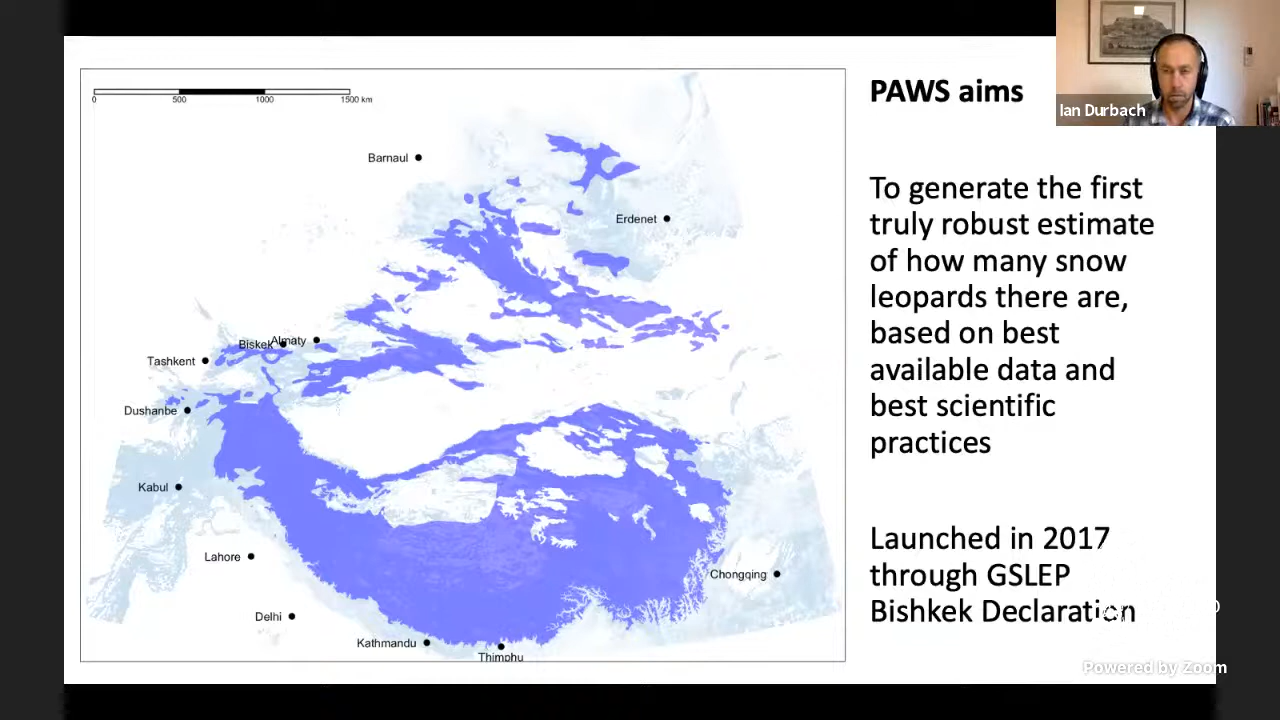 0 500 1000 1500 km
Barnaul
Erdenet
Biskek Almaty
Tashkent
Dushanbe
Kabul
Lahore
Delhi
Kathmandu
Thimphu
Chongqing
PAWS aims
To generate the first
truly robust estimate
of how many snow
leopards there are,
based on best
available data and
best scientific
practices
Launched in 2017
through GSLEP
Bishkek Declaration
Ian Durbach
Powered by Zoom